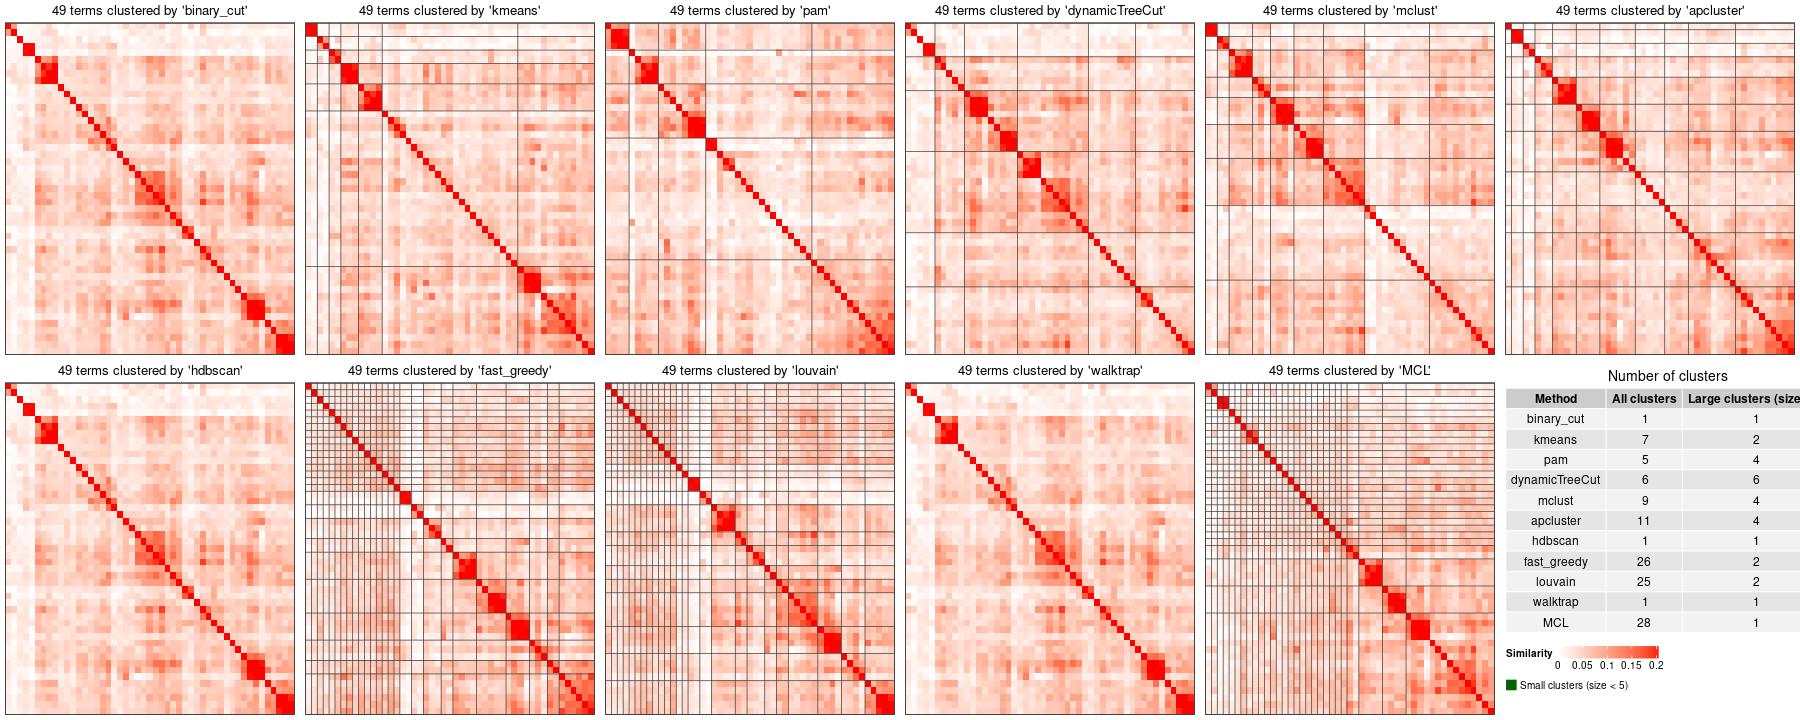 49 terms clustered by 'binary_cut'
49 terms clustered by 'kmeans'
49 terms clustered by 'pam'
49 terms clustered by 'dynamicTreeCut'
49 terms clustered by 'mclust'
49 terms clustered by 'apcluster'
49 terms clustered by 'hdbscan'
49 terms clustered by 'fast_greedy'
49 terms clustered by 'louvain'
49 terms clustered by 'walktrap'
49 terms clustered by 'MCL'
Number of clusters
Method All clusters Large clusters (size
binary_cut 1 1
kmeans 7 2
pam 5 4
dynamicTreeCut 6 6
mclust 9 4
apcluster 11 4
hdbscan 1 1
fast_greedy 26 2
louvain 25 2
walktrap 1 1
MCL 28 1
Similarity
0 0.05 0.1 0.15 0.2
Small clusters (size < 5)